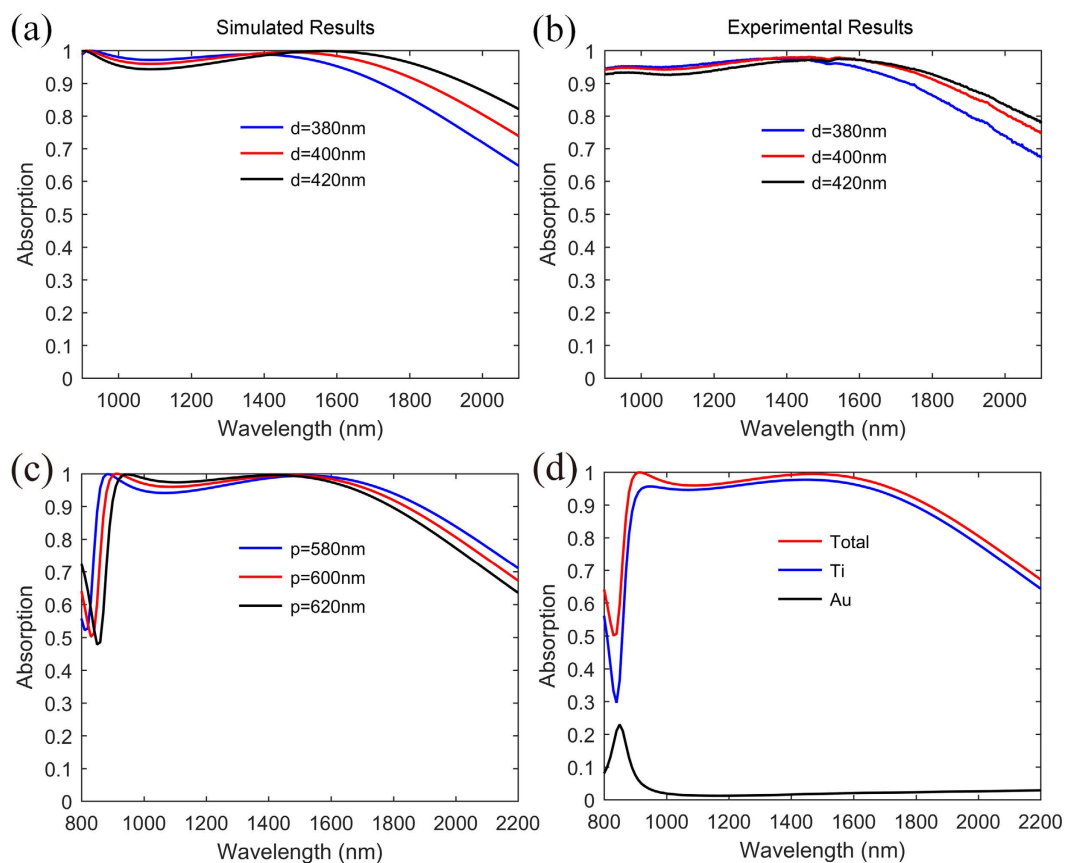 (a)
Simulated Results
Absorption
1
0.9
0.8
0.7
0.6
0.5
0.4
0.3
0.2
0.1
0
d=380nm
d=400nm
d=420nm
1000 1200 1400 1600 1800 2000
Wavelength (nm)
(b)
Experimental Results
Absorption
1
0.9
0.8
0.7
0.6
0.5
0.4
0.3
0.2
0.1
0
d=380nm
d=400nm
d=420nm
1000 1200 1400 1600 1800 2000
Wavelength (nm)
(c)
Absorption
1
0.9
0.8
0.7
0.6
0.5
0.4
0.3
0.2
0.1
0
p=580nm
p=600nm
p=620nm
800 1000 1200 1400 1600 1800 2000 2200
Wavelength (nm)
(d)
Absorption
1
0.9
0.8
0.7
0.6
0.5
0.4
0.3
0.2
0.1
0
Total
Ti
Au
800 1000 1200 1400 1600 1800 2000 2200
Wavelength (nm)